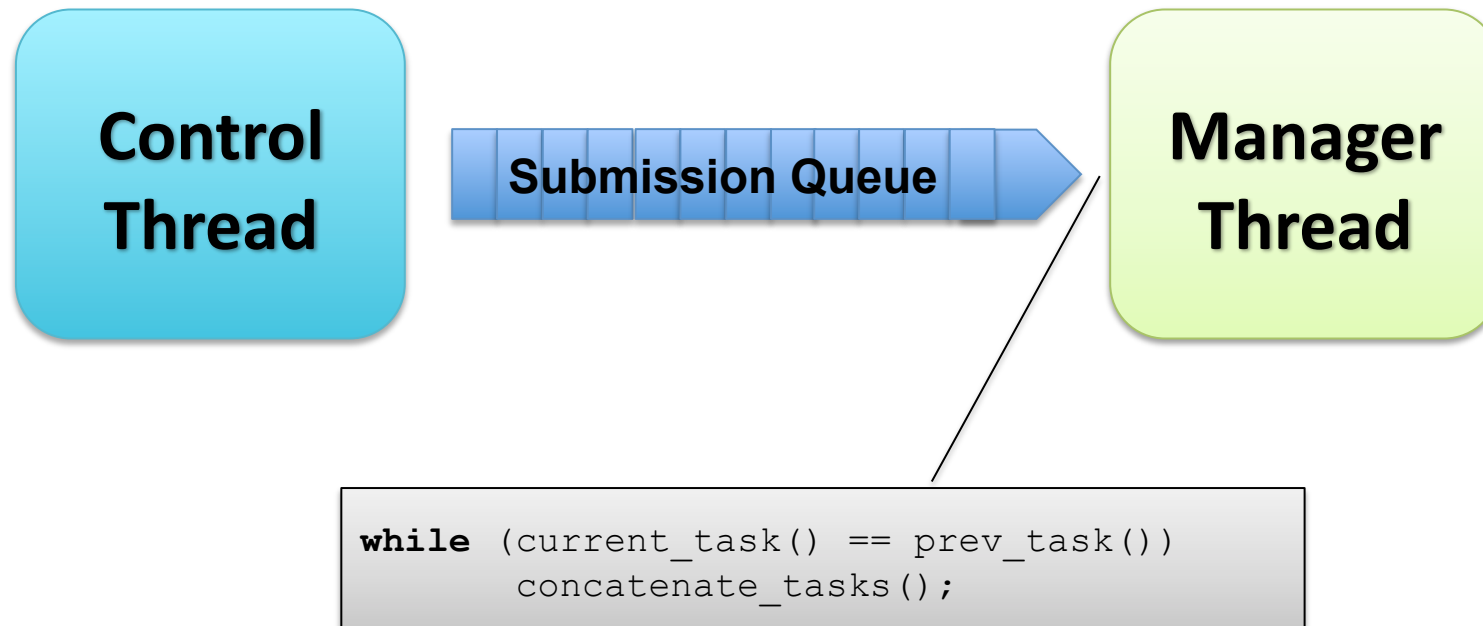 Control
Thread
Submission Queue
Manager
Thread
while (current_task() == prev_task())
concatenate_tasks();